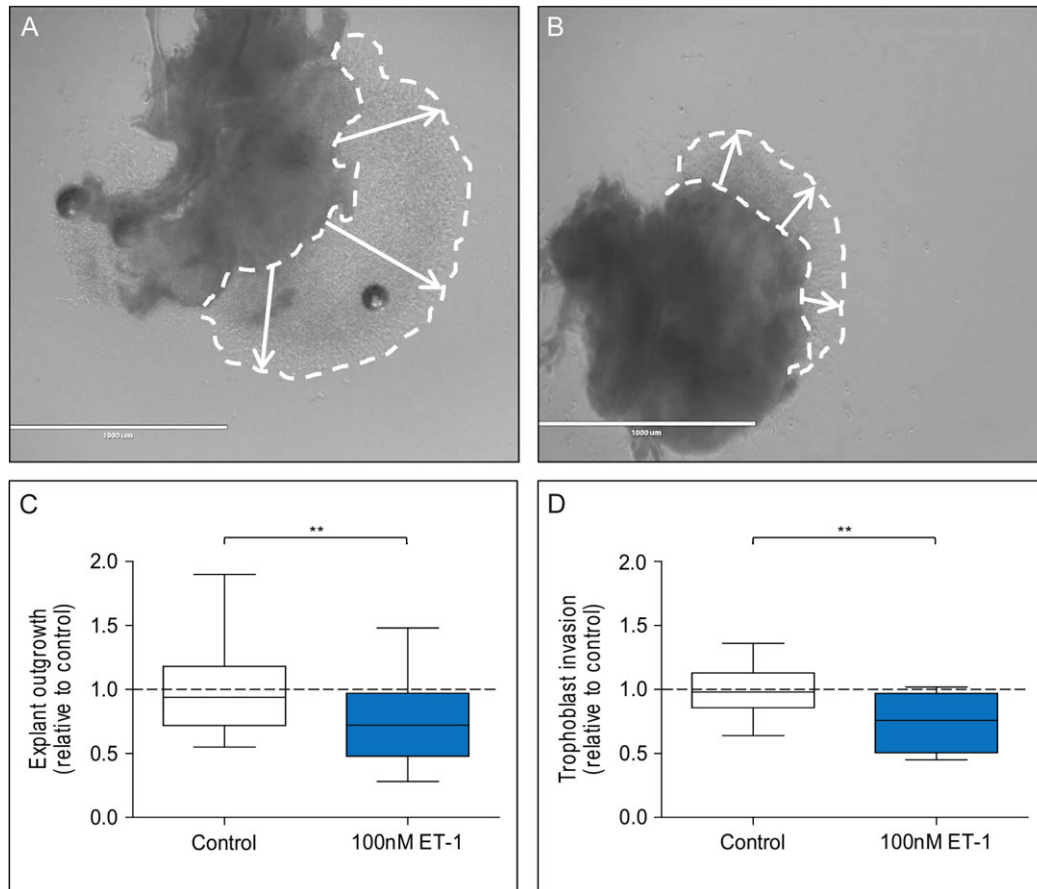 A
1000 um
B
1000 um
C
**
Explant outgrowth
(relative to control)
2.0
1.5
1.0
0.5
0.0
Control
100nM ET-1
D
**
Trophoblast invasion
(relative to control)
2.0
1.5
1.0
0.5
0.0
Control
100nM ET-1